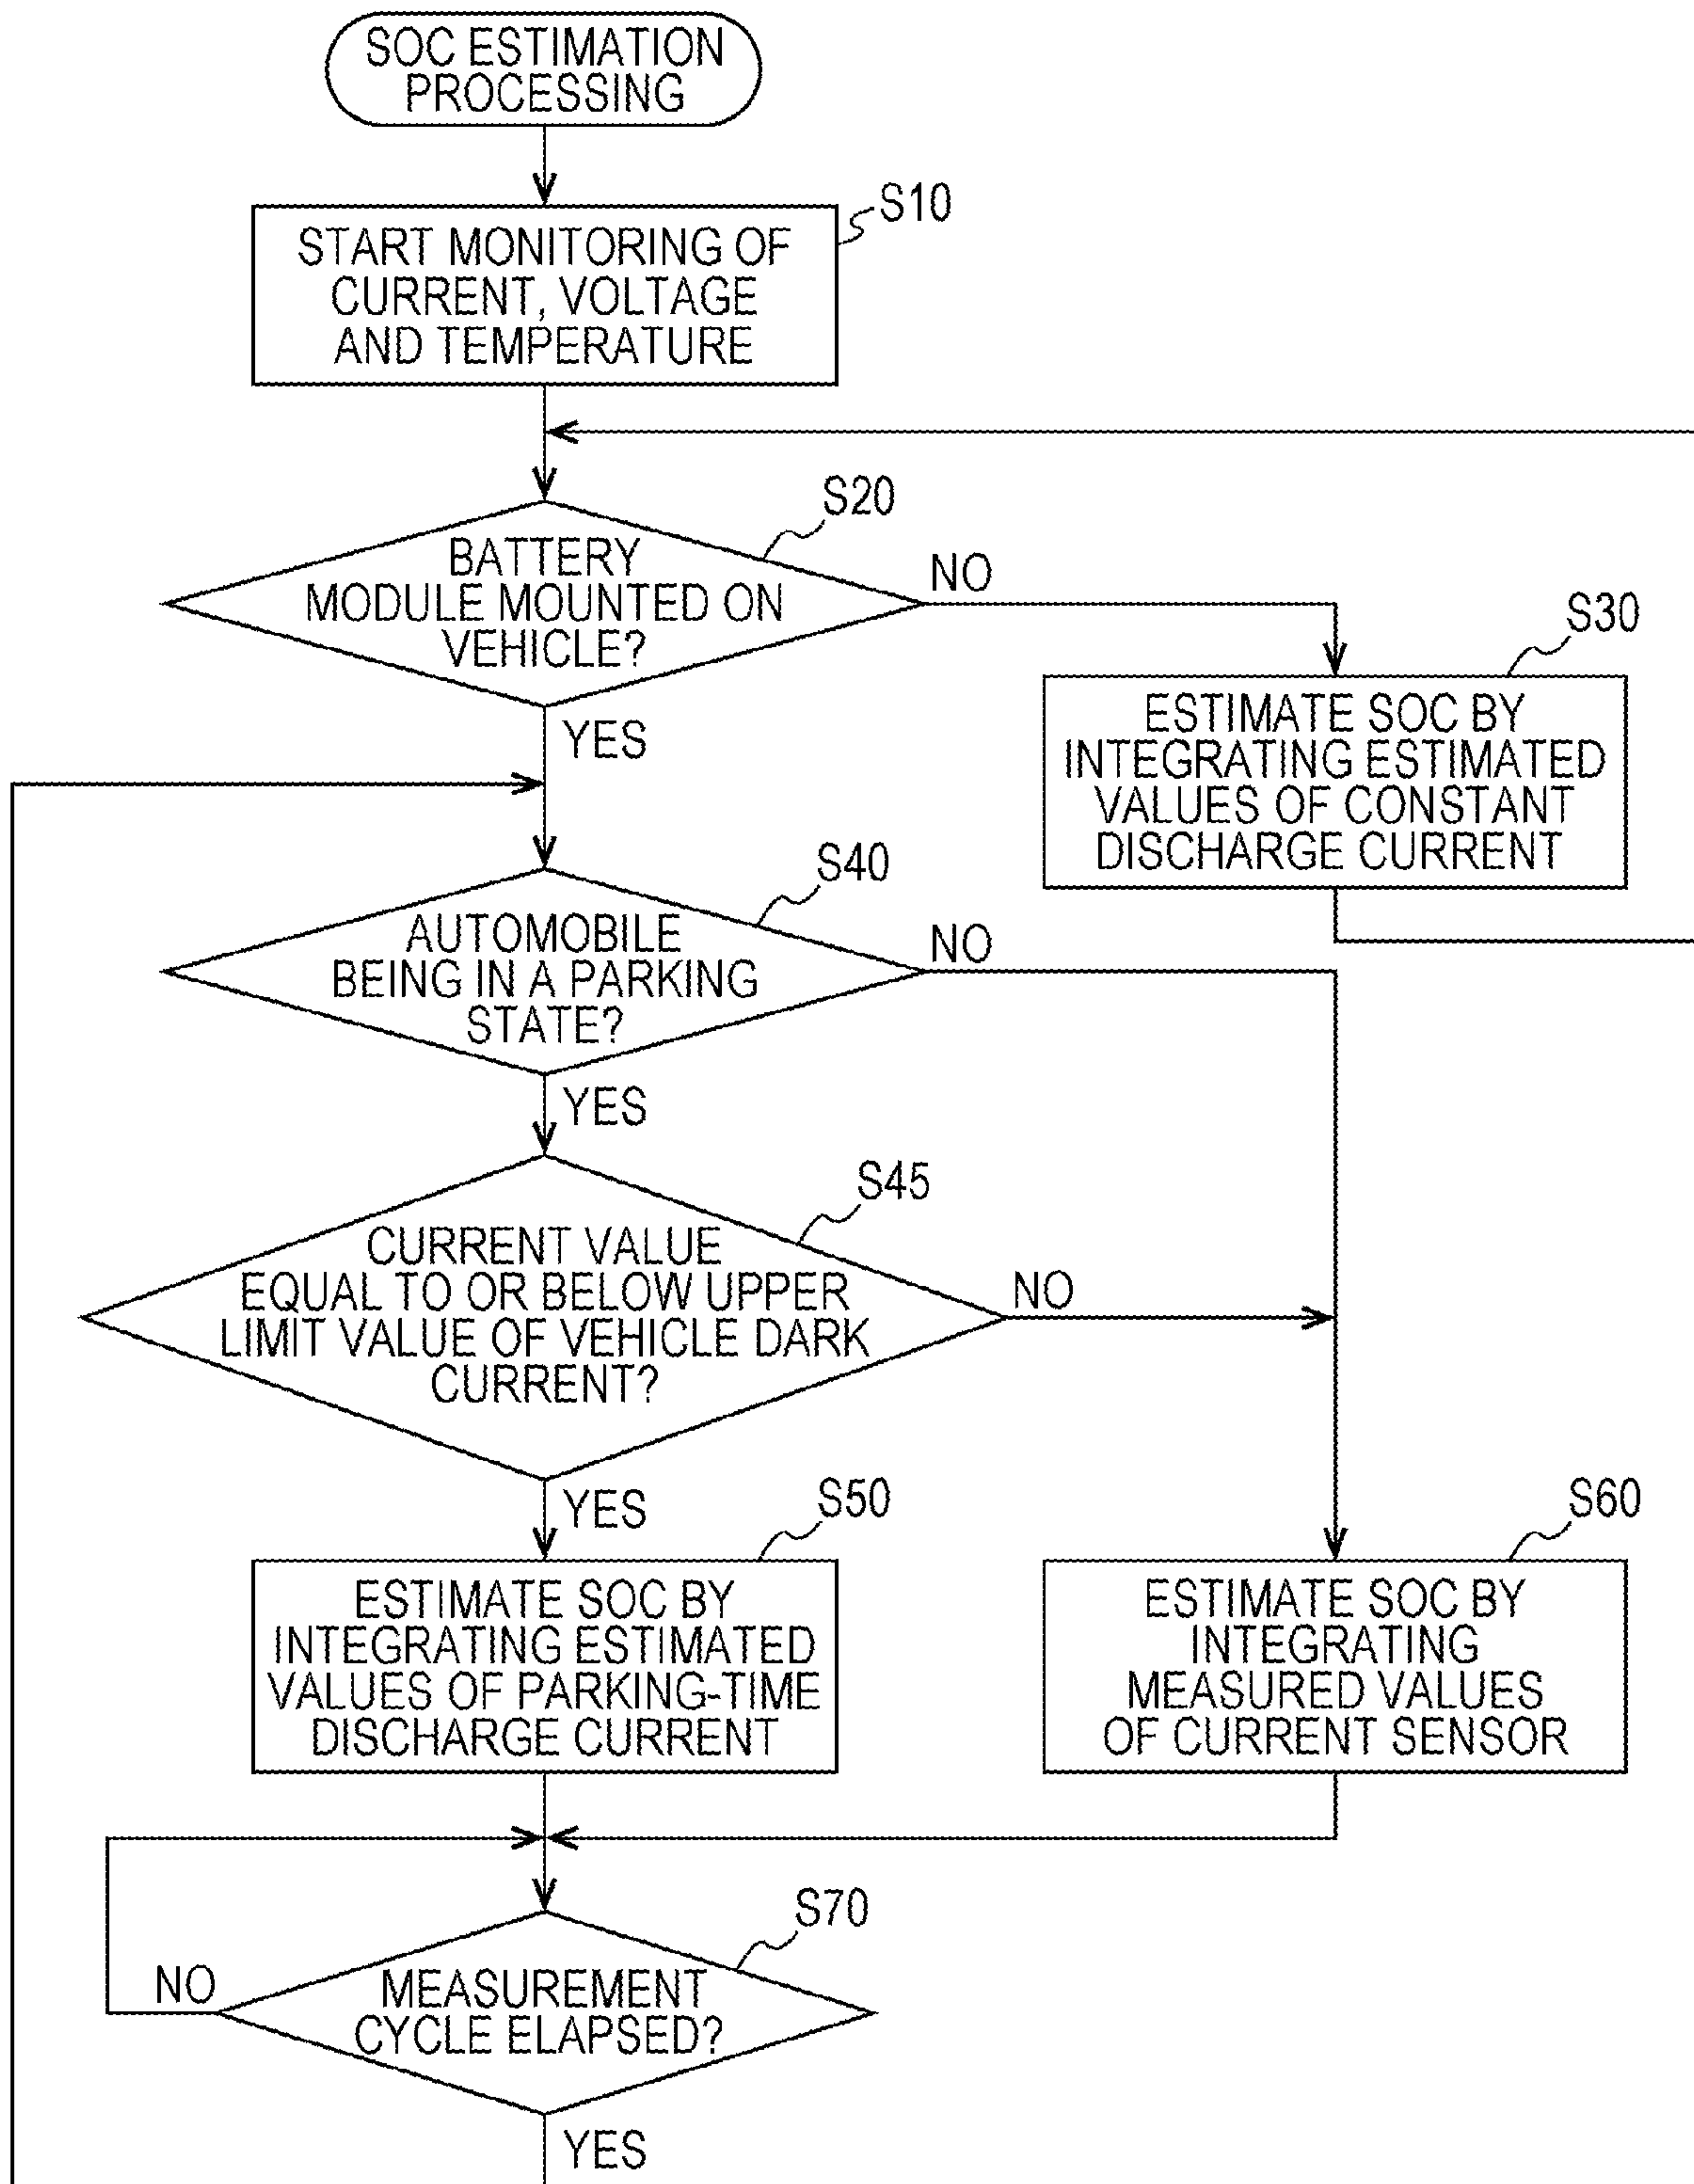 SOC ESTIMATION
PROCESSING
S10
START MONITORING OF
CURRENT, VOLTAGE
AND TEMPERATURE
S20
BATTERY
MODULE MOUNTED ON
VEHICLE?
NO
YES
S30
ESTIMATE SOC BY
INTEGRATING ESTIMATED
VALUES OF CONSTANT
DISCHARGE CURRENT
S40
AUTOMOBILE
BEING IN A PARKING
STATE?
NO
YES
S45
CURRENT VALUE
EQUAL TO OR BELOW UPPER
LIMIT VALUE OF VEHICLE DARK
CURRENT?
NO
YES
S50
ESTIMATE SOC BY
INTEGRATING ESTIMATED
VALUES OF PARKING-TIME
DISCHARGE CURRENT
S60
ESTIMATE SOC BY
INTEGRATING
MEASURED VALUES
OF CURRENT SENSOR
S70
MEASUREMENT
CYCLE ELAPSED?
NO
YES